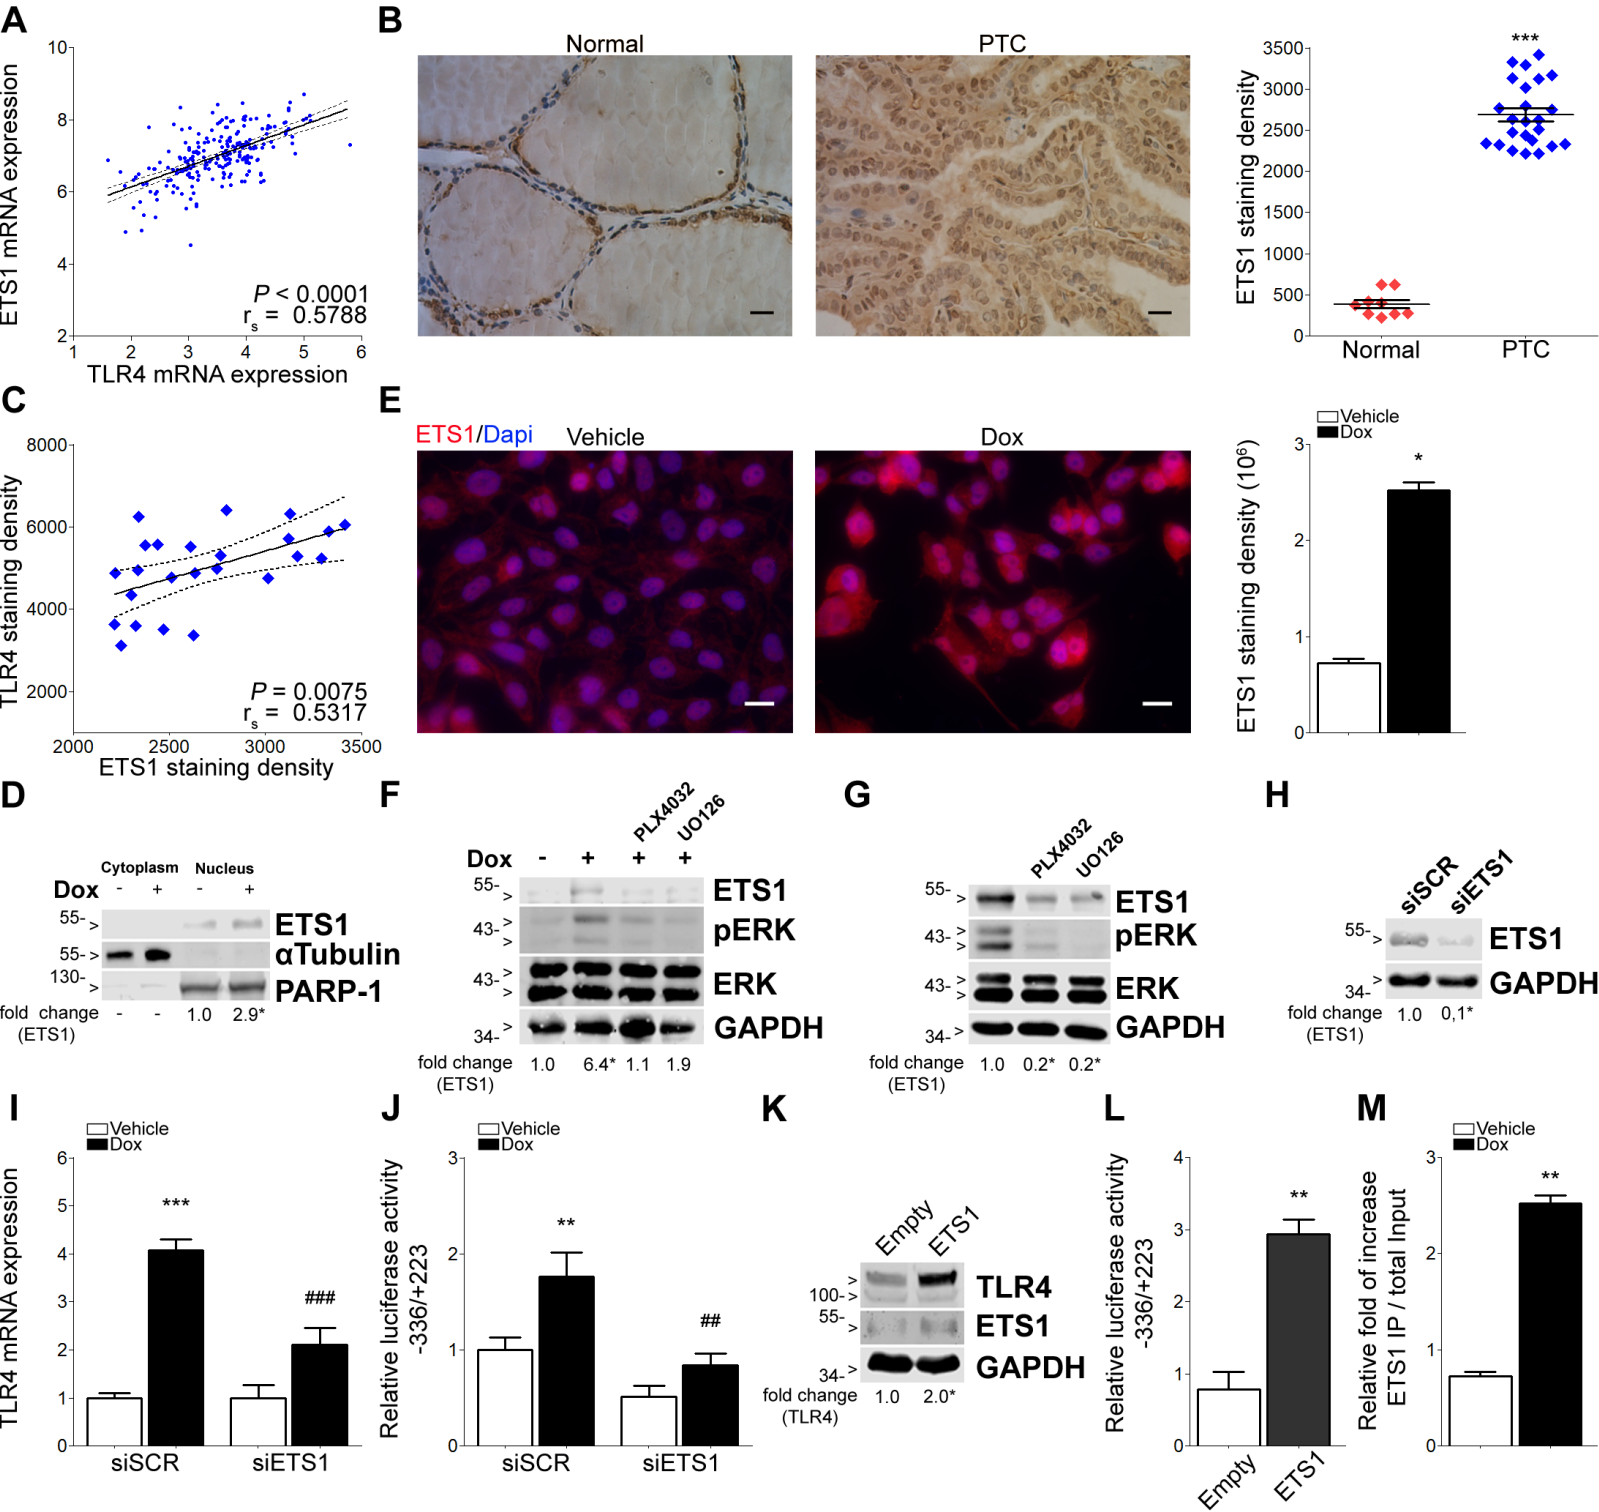 A
ETS1 mRNA expression
10
8
6
4
2
1 2 3 4 5 6
TLR4 mRNA expression
P < 0.0001
rs = 0.5788
B
Normal
PTC
ETS1 staining density
3500
3000
2500
2000
1500
1000
500
0
***
Normal PTC
C
TLR4 staining density
8000
6000
4000
2000
2000 2500 3000 3500
ETS1 staining density
P = 0.0075
rs = 0.5317
E
ETS1/Dapi Vehicle
Dox
Vehicle
Dox
ETS1 staining density (10⁶)
3
2
1
0
*
D
Cytoplasm Nucleus
Dox - + - +
55- > ETS1
55- > αTubulin
130- > PARP-1
fold change - - 1.0 2.9*
(ETS1)
F
PLX4032
UO126
Dox - + + +
55- > ETS1
43- > > pERK
43- > > ERK
34- > GAPDH
fold change 1.0 6.4* 1.1 1.9
(ETS1)
G
PLX4032
UO126
55- > ETS1
43- > > pERK
43- > > ERK
34- > GAPDH
fold change 1.0 0.2* 0.2*
(ETS1)
H
siSCR
siETS1
55- > ETS1
34- > GAPDH
fold change 1.0 0,1*
(ETS1)
I
Vehicle
Dox
TLR4 mRNA expression
6
5
4
3
2
1
0
***
###
siSCR siETS1
J
Vehicle
Dox
Relative luciferase activity
-336/+223
3
2
1
0
**
##
siSCR siETS1
K
Empty
ETS1
> TLR4
100- >
55- > ETS1
34- > GAPDH
fold change 1.0 2.0*
(TLR4)
L
Relative luciferase activity
-336/+223
4
3
2
1
0
**
Empty
ETS1
M
Vehicle
Dox
Relative fold of increase
ETS1 IP / total Input
3
2
1
0
**